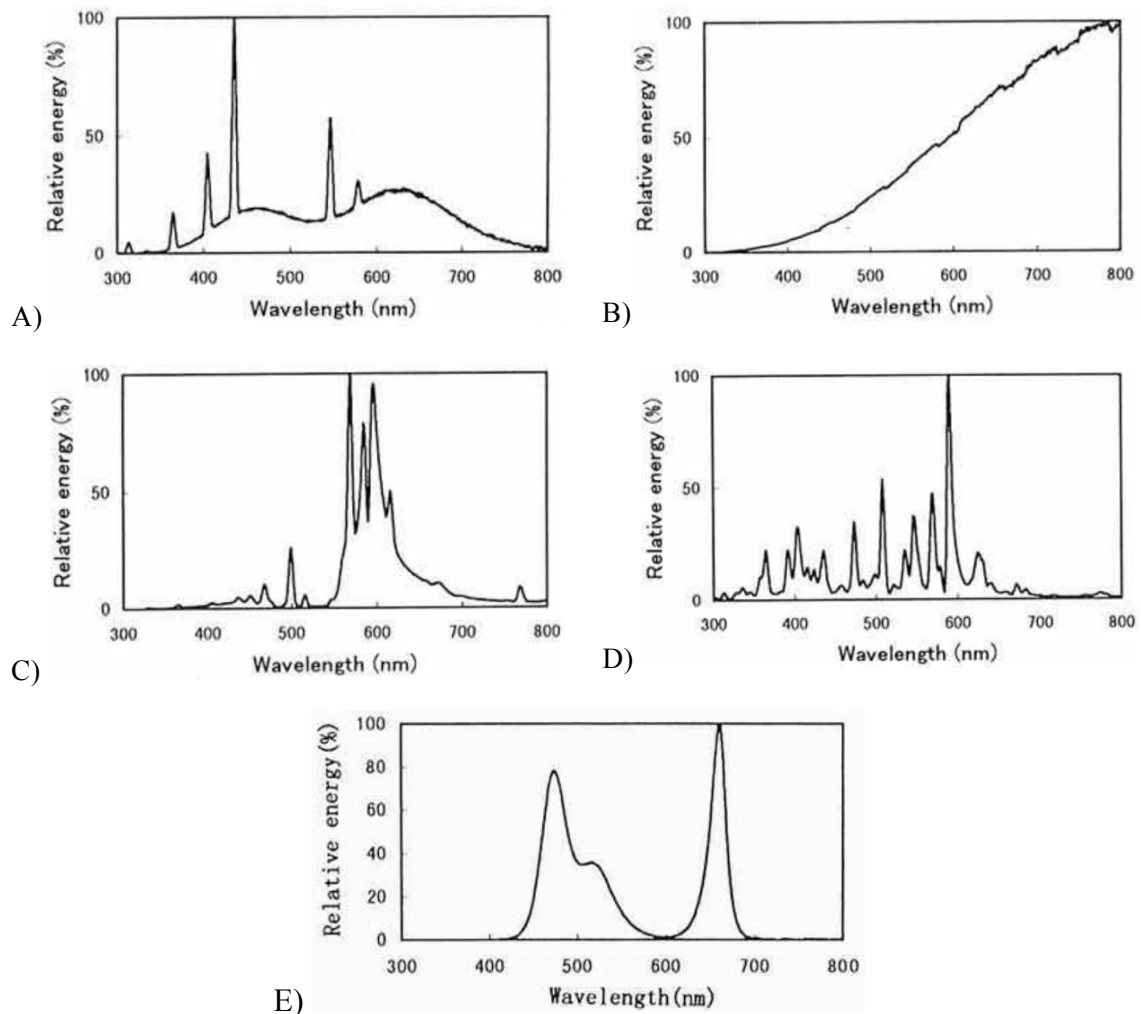 100
50
0
Relative energy (%)
300 400 500 600 700 800
Wavelength (nm)
A)
100
50
0
Relative energy (%)
300 400 500 600 700 800
Wavelength (nm)
B)
100
50
0
Relative energy (%)
300 400 500 600 700 800
Wavelength (nm)
C)
100
50
0
Relative energy (%)
300 400 500 600 700 800
Wavelength (nm)
D)
100
80
60
40
20
0
Relative energy(%)
300 400 500 600 700 800
Wavelength(nm)
E)